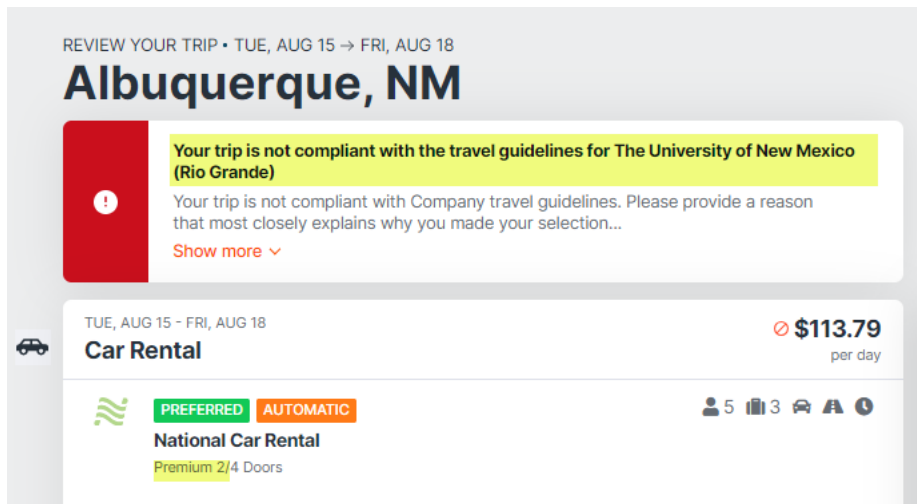 REVIEW YOUR TRIP • TUE, AUG 15 → FRI, AUG 18
Albuquerque, NM
Your trip is not compliant with the travel guidelines for The University of New Mexico
(Rio Grande)
Your trip is not compliant with Company travel guidelines. Please provide a reason
that most closely explains why you made your selection...
Show more
TUE, AUG 15 - FRI, AUG 18
$113.79
Car Rental
per day
PREFERRED AUTOMATIC
5 3
National Car Rental
Premium 2/4 Doors